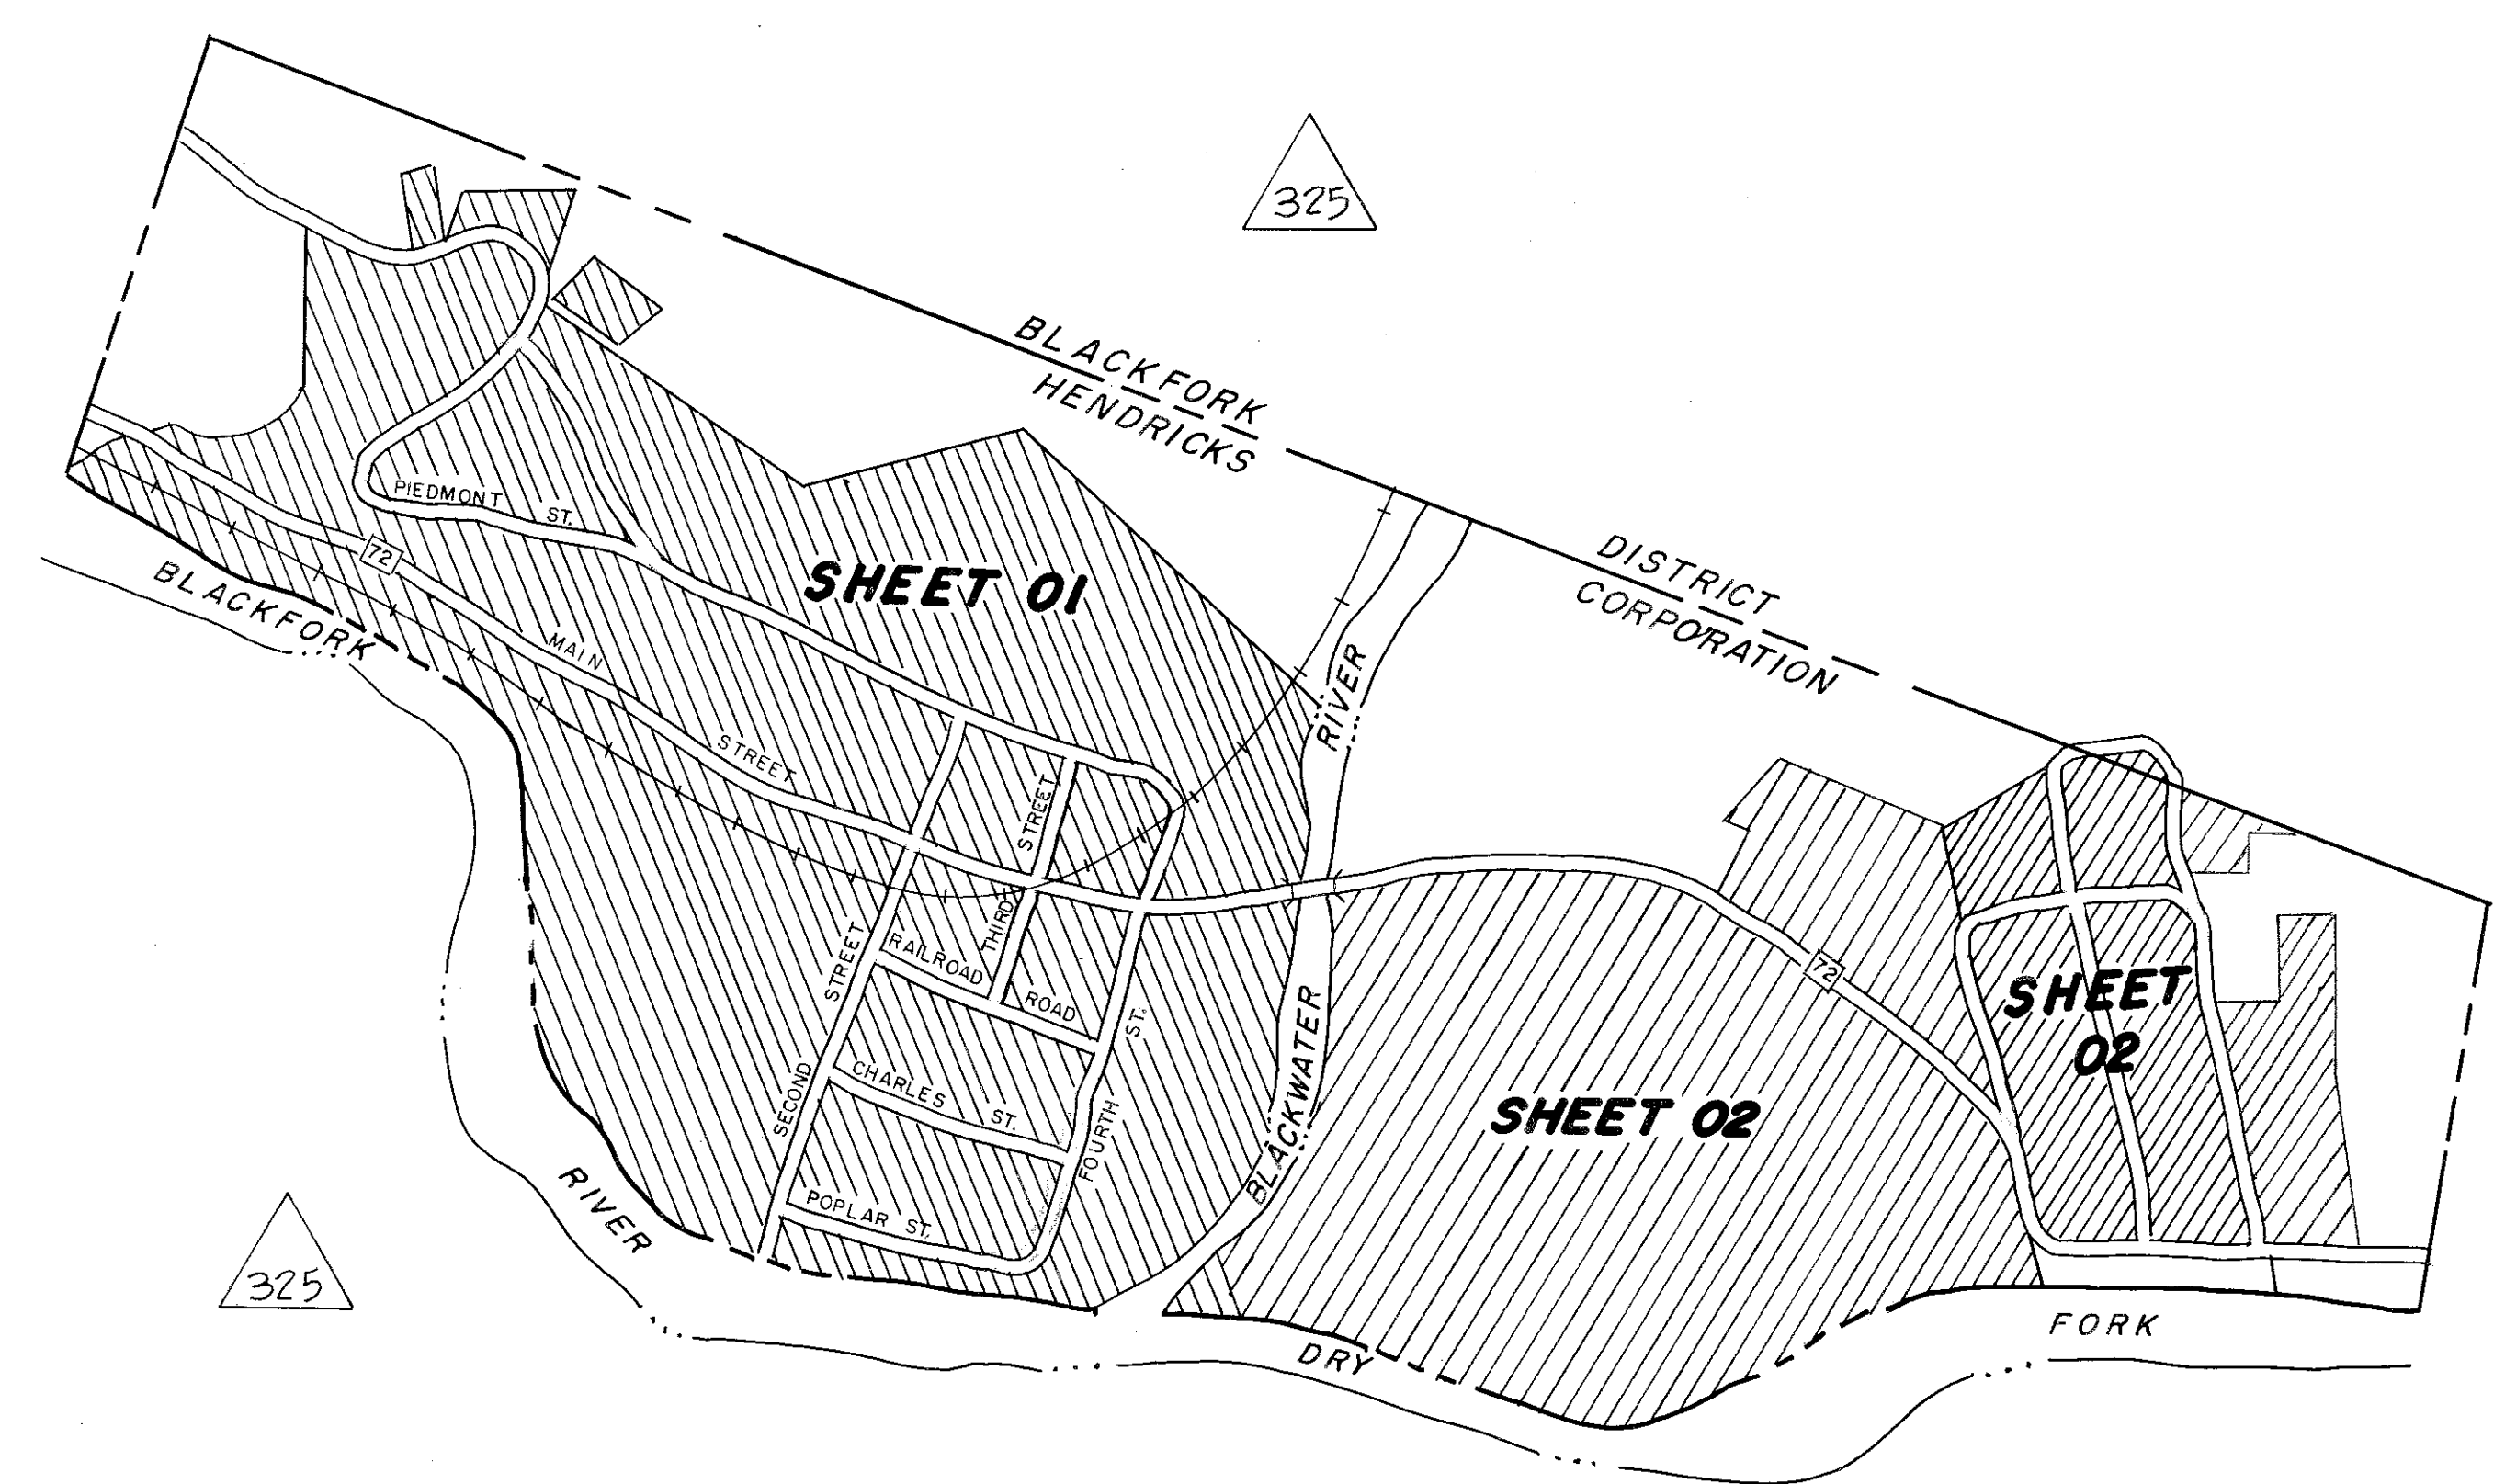 325
BLACKFORK DISTRICT
HENDRICKS CORPORATION
PIEDMONT ST.
72
SHEET 01
BLACKFORK RIVER
MAIN STREET
RIVER
STREET
THIRD
72
SHEET
02
STREET
RAILROAD ROAD
ST.
BLACKWATER
SECOND
CHARLES ST.
FOURTH
SHEET 02
POPLAR ST.
325
DRY FORK